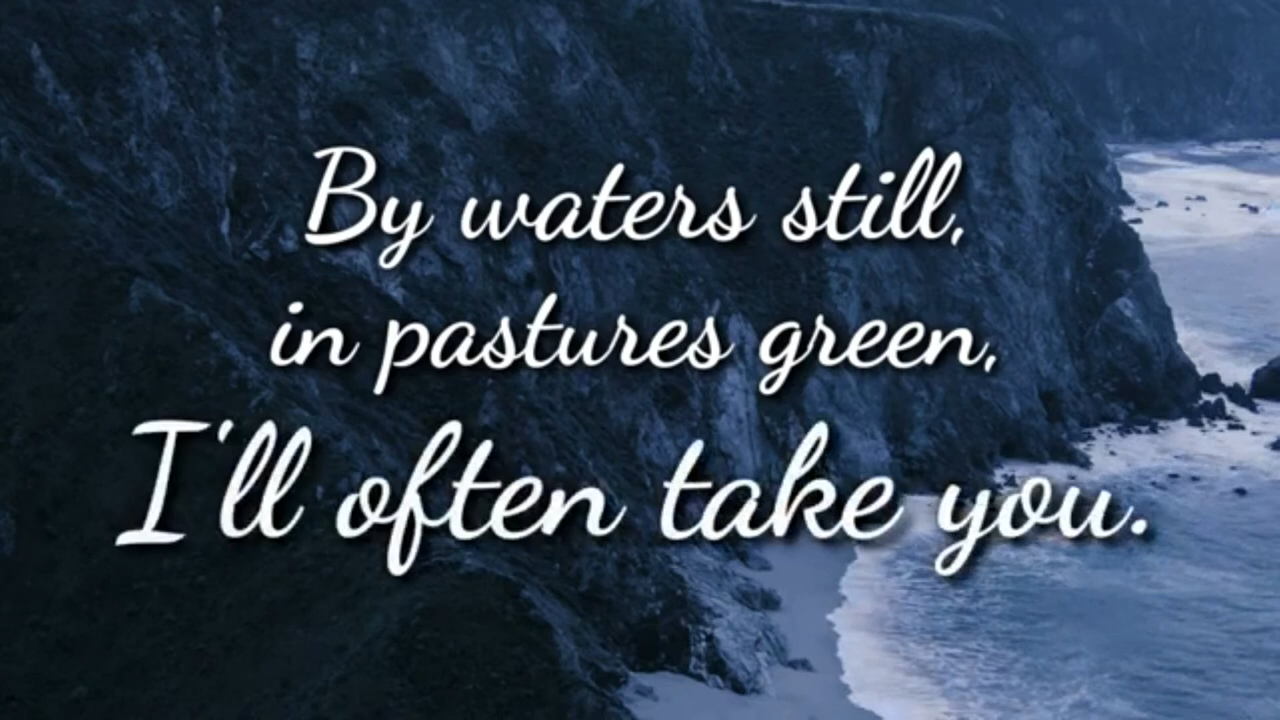 By waters still,
in pastures green,
I'll often take you.